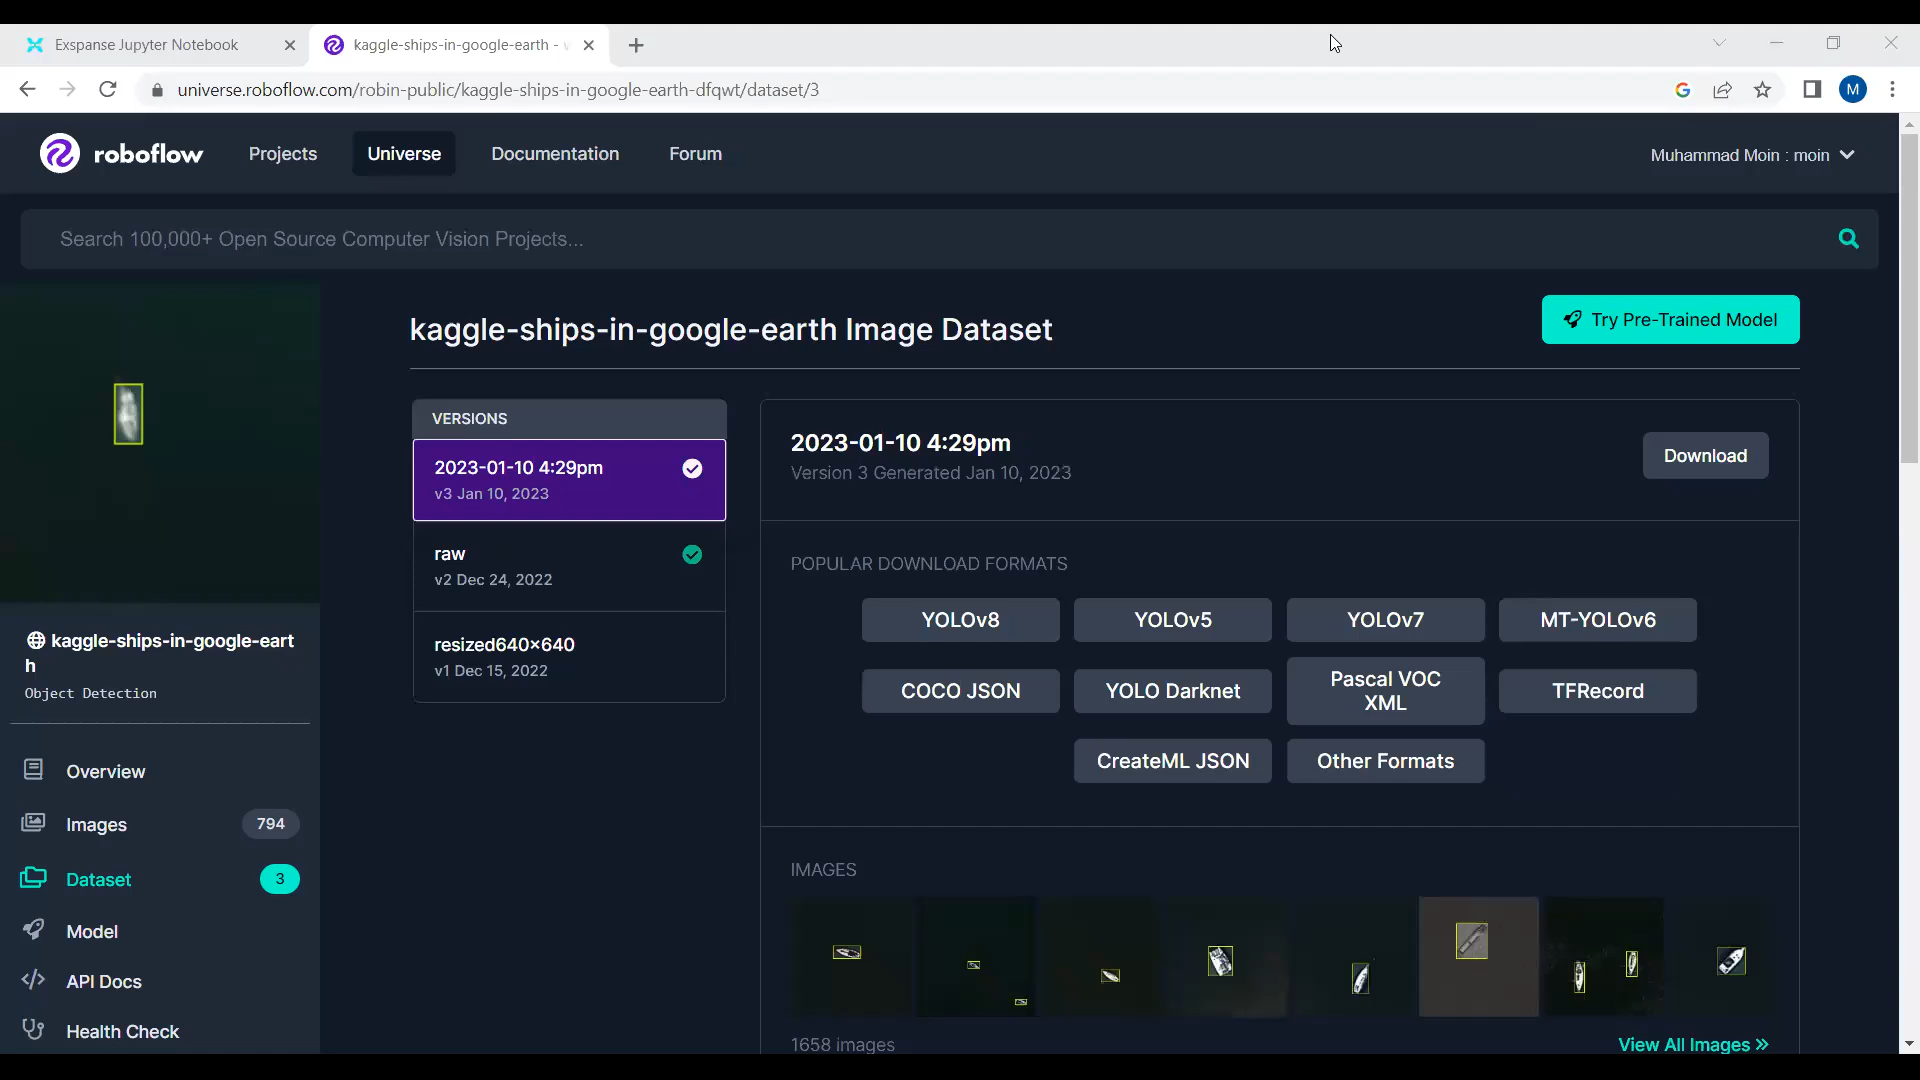 Exspanse Jupyter Notebook
kaggle-ships-in-google-earth -
universe.roboflow.com/robin-public/kaggle-ships-in-google-earth-dfqwt/dataset/3
M
roboflow
Projects
Universe
Documentation
Forum
Muhammad Moin : moin
Search 100,000+ Open Source Computer Vision Projects...
kaggle-ships-in-google-earth Image Dataset
Try Pre-Trained Model
VERSIONS
2023-01-10 4:29pm
v3 Jan 10, 2023
raw
v2 Dec 24, 2022
resized640x640
v1 Dec 15, 2022
2023-01-10 4:29pm
Version 3 Generated Jan 10, 2023
Download
POPULAR DOWNLOAD FORMATS
YOLOv8
YOLOv5
YOLOv7
MT-YOLOv6
COCO JSON
YOLO Darknet
Pascal VOC
XML
TFRecord
CreateML JSON
Other Formats
IMAGES
1658 images
View All Images »
kaggle-ships-in-google-eart
h
Object Detection
Overview
Images
794
Dataset
3
Model
API Docs
Health Check